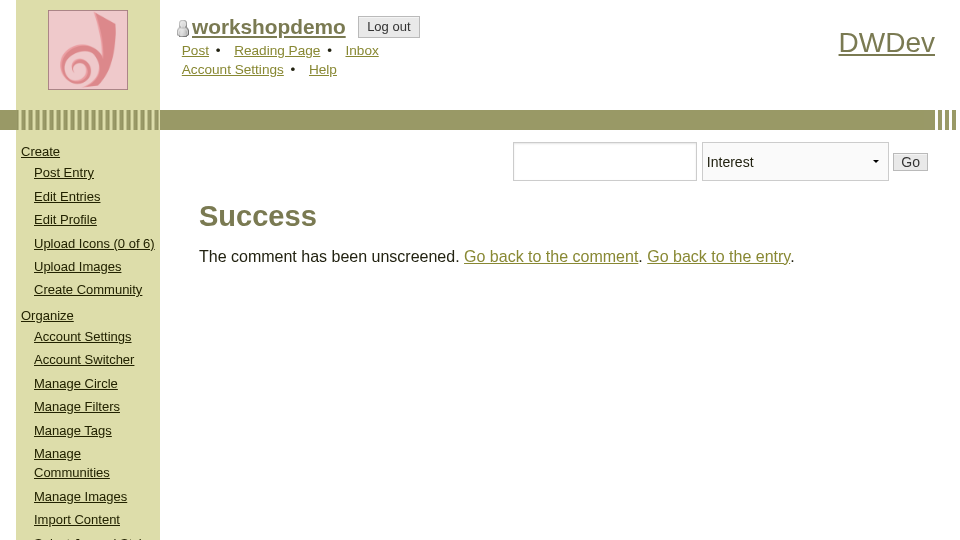 workshopdemo Log out
Post • Reading Page • Inbox
Account Settings • Help
DWDev
Create
Post Entry
Edit Entries
Edit Profile
Upload Icons (0 of 6)
Upload Images
Create Community
Organize
Account Settings
Account Switcher
Manage Circle
Manage Filters
Manage Tags
Manage
Communities
Manage Images
Import Content
Interest Go
Success
The comment has been unscreened. Go back to the comment. Go back to the entry.